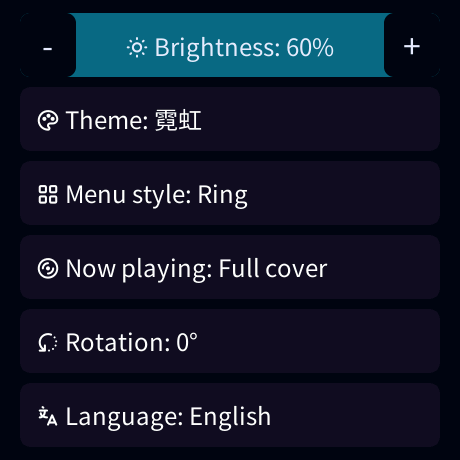 - Brightness: 60% +
Theme: 霓虹
Menu style: Ring
Now playing: Full cover
Rotation: 0°
Language: English